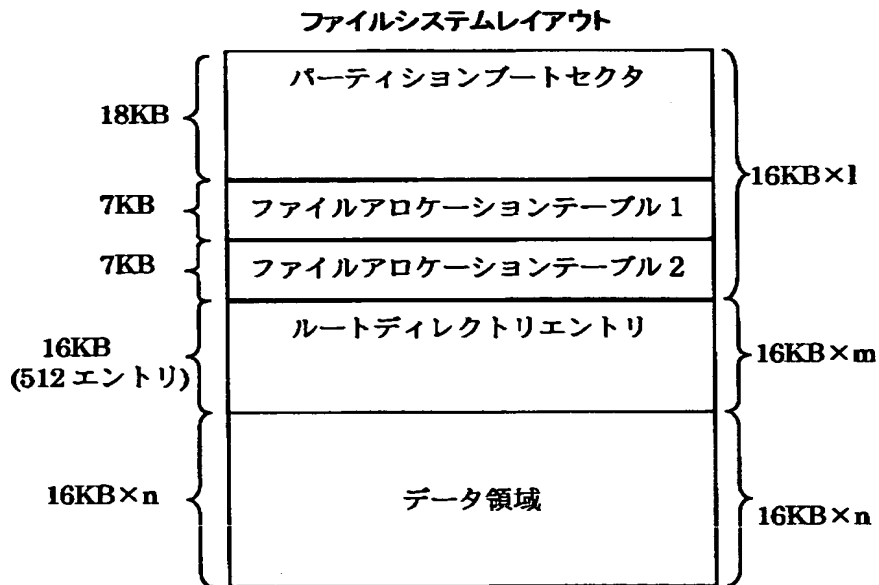 ファイルシステムレイアウト
パーティションブートセクタ
18KB
16KB×l
7KB
ファイルアロケーションテーブル1
7KB
ファイルアロケーションテーブル2
ルートディレクトリエントリ
16KB
(512エントリ)
16KB×m
16KB×n
データ領域
16KB×n